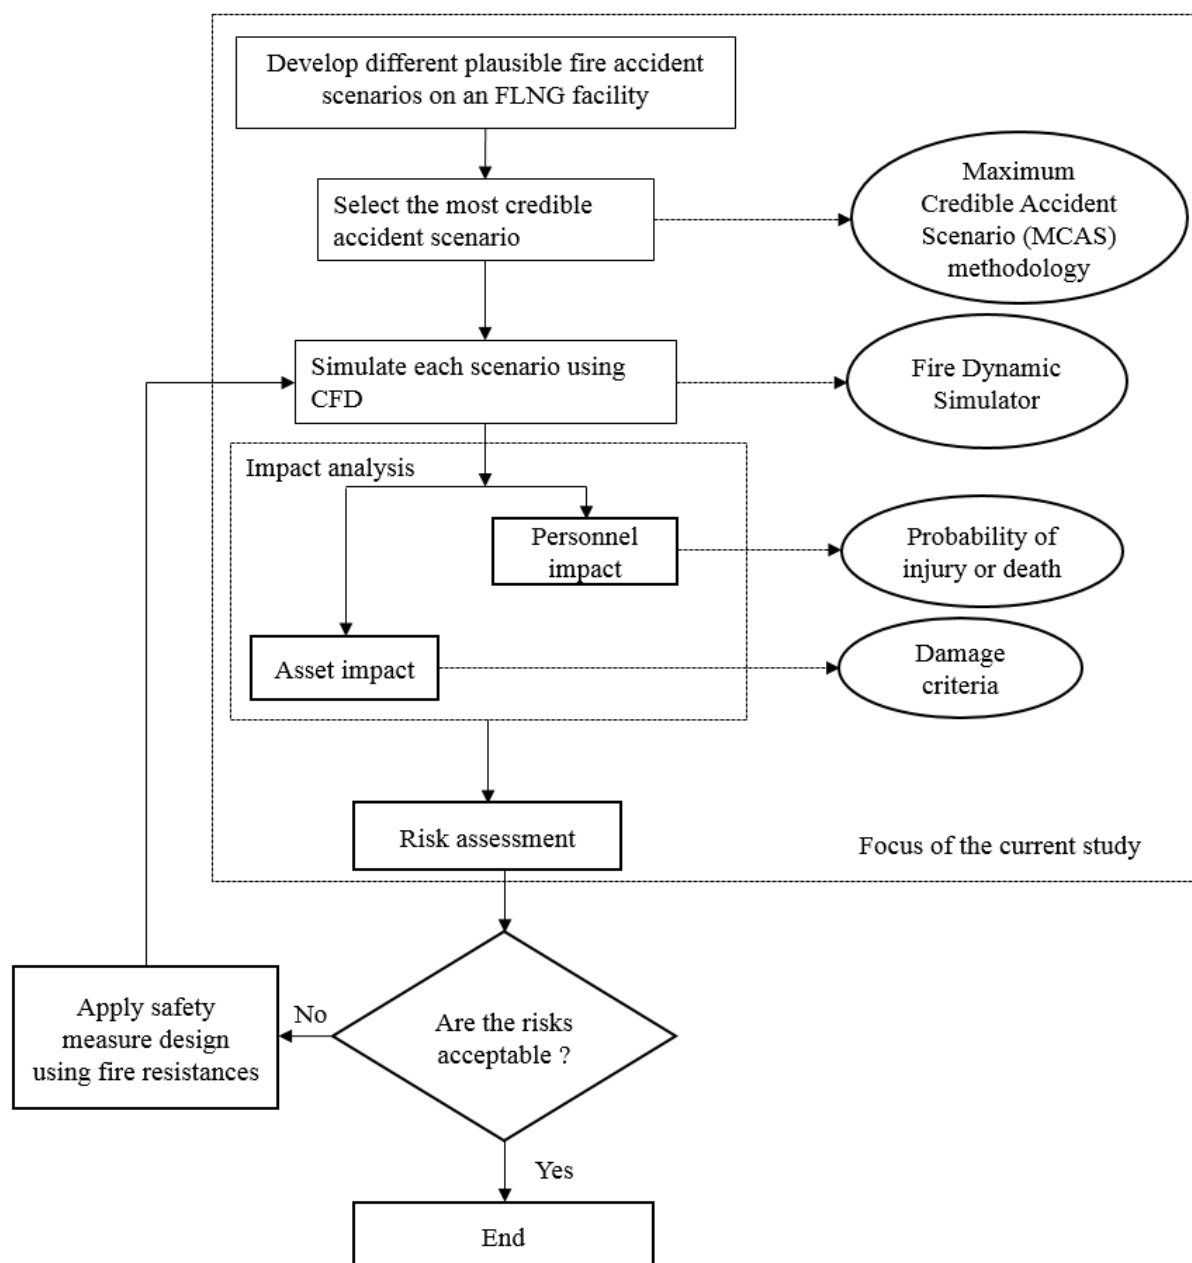 Develop different plausible fire accident
scenarios on an FLNG facility
Select the most credible
accident scenario
Maximum
Credible Accident
Scenario (MCAS)
methodology
Simulate each scenario using
CFD
Fire Dynamic
Simulator
Impact analysis
Personnel
impact
Probability of
injury or death
Asset impact
Damage
criteria
Risk assessment
Focus of the current study
Apply safety
measure design
using fire resistances
No
Are the risks
acceptable ?
Yes
End